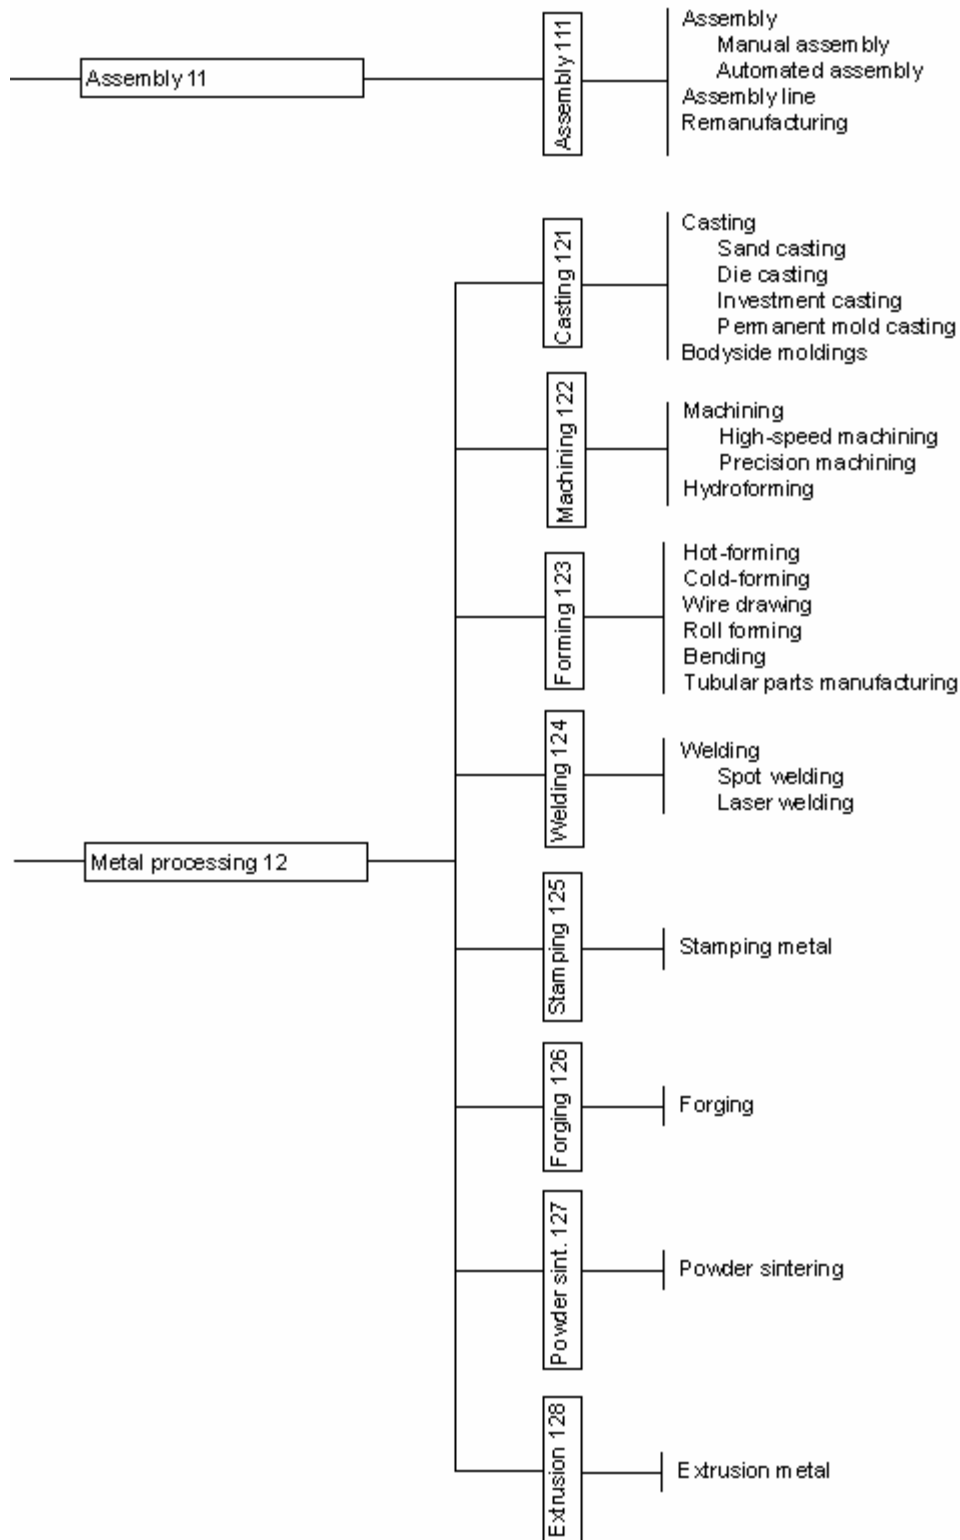 Assembly 11
Assembly 111
Assembly
Manual assembly
Automated assembly
Assembly line
Remanufacturing
Metal processing 12
Casting 121
Casting
Sand casting
Die casting
Investment casting
Permanent mold casting
Bodyside moldings
Machining 122
Machining
High-speed machining
Precision machining
Hydroforming
Forming 123
Hot-forming
Cold-forming
Wire drawing
Roll forming
Bending
Tubular parts manufacturing
Welding 124
Welding
Spot welding
Laser welding
Stamping 125
Stamping metal
Forging 126
Forging
Powder sint. 127
Powder sintering
Extrusion 128
Extrusion metal